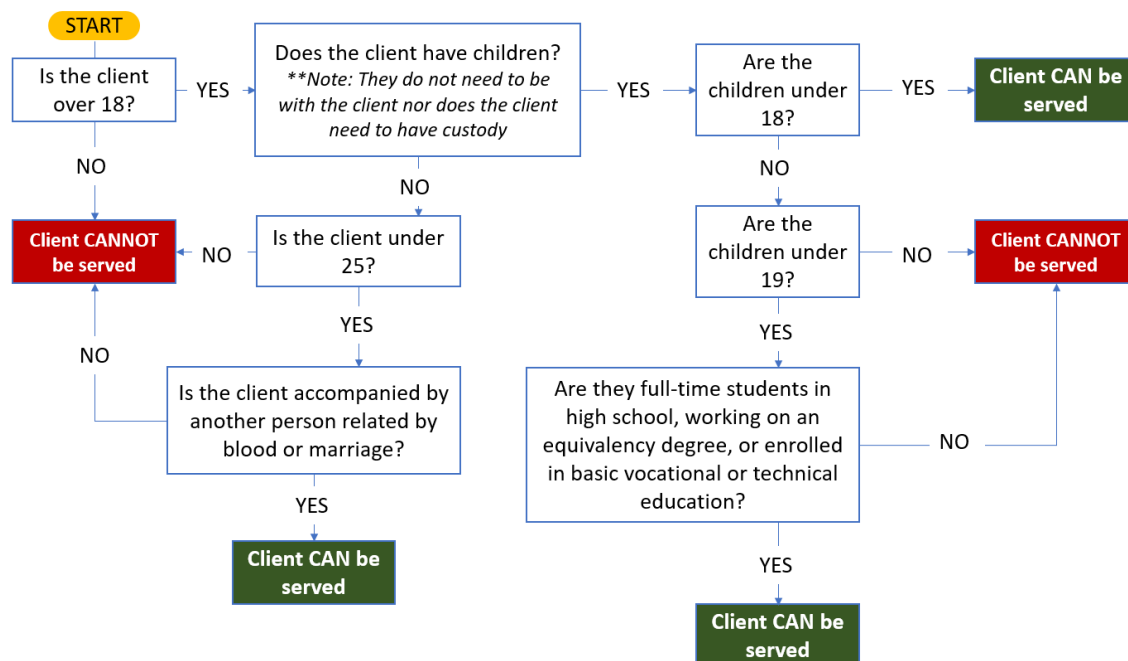 START
Is the client
over 18?
YES
Does the client have children?
**Note: They do not need to be
with the client nor does the client
need to have custody
YES
Are the
children under
18?
YES
Client CAN be
served
NO
NO
NO
Client CANNOT
be served
NO
Is the client under
25?
Are the
children under
19?
NO
Client CANNOT
be served
YES
YES
NO
Is the client accompanied by
another person related by
blood or marriage?
Are they full-time students in
high school, working on an
equivalency degree, or enrolled
in basic vocational or technical
education?
NO
YES
Client CAN be
served
YES
Client CAN be
served